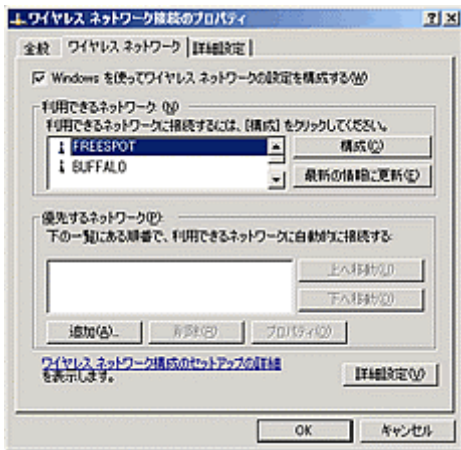 ワイヤレス ネットワーク接続のプロパティ
全般 ワイヤレス ネットワーク 詳細設定
Windows を使ってワイヤレス ネットワークの設定を構成する(W)
利用できるネットワーク(N)
利用できるネットワークに接続するには、[構成] をクリックしてください。
FREESPOT
BUFFALO
構成(C)
最新の情報に更新(E)
優先するネットワーク(P):
下の一覧にある順番で、利用できるネットワークに自動的に接続する:
上へ移動(U)
下へ移動(D)
追加(A)...
削除(R)
プロパティ(O)
ワイヤレス ネットワーク構成のセットアップの詳細
を表示します。
詳細設定(V)
OK
キャンセル